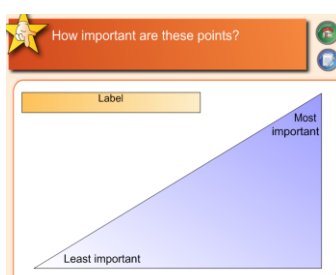 How important are these points?
Label
Most
important
Least important